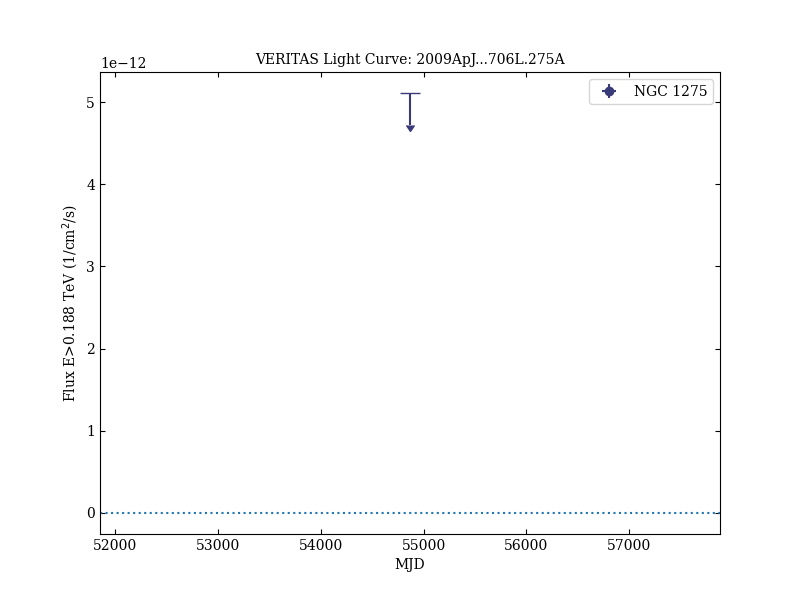 VERITAS Light Curve: 2009ApJ...706L.275A
1e−12
NGC 1275
5
4
3
2
1
0
Flux E>0.188 TeV (1/cm²/s)
52000 53000 54000 55000 56000 57000
MJD